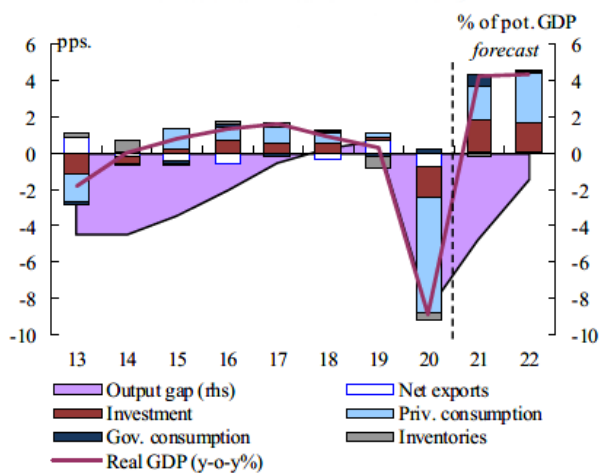 pps.
% of pot. GDP
forecast
6 6
4 4
2 2
0 0
-2 -2
-4 -4
-6 -6
-8 -8
-10 -10
13 14 15 16 17 18 19 20 21 22
Output gap (rhs) Net exports
Investment Priv. consumption
Gov. consumption Inventories
Real GDP (y-o-y%)